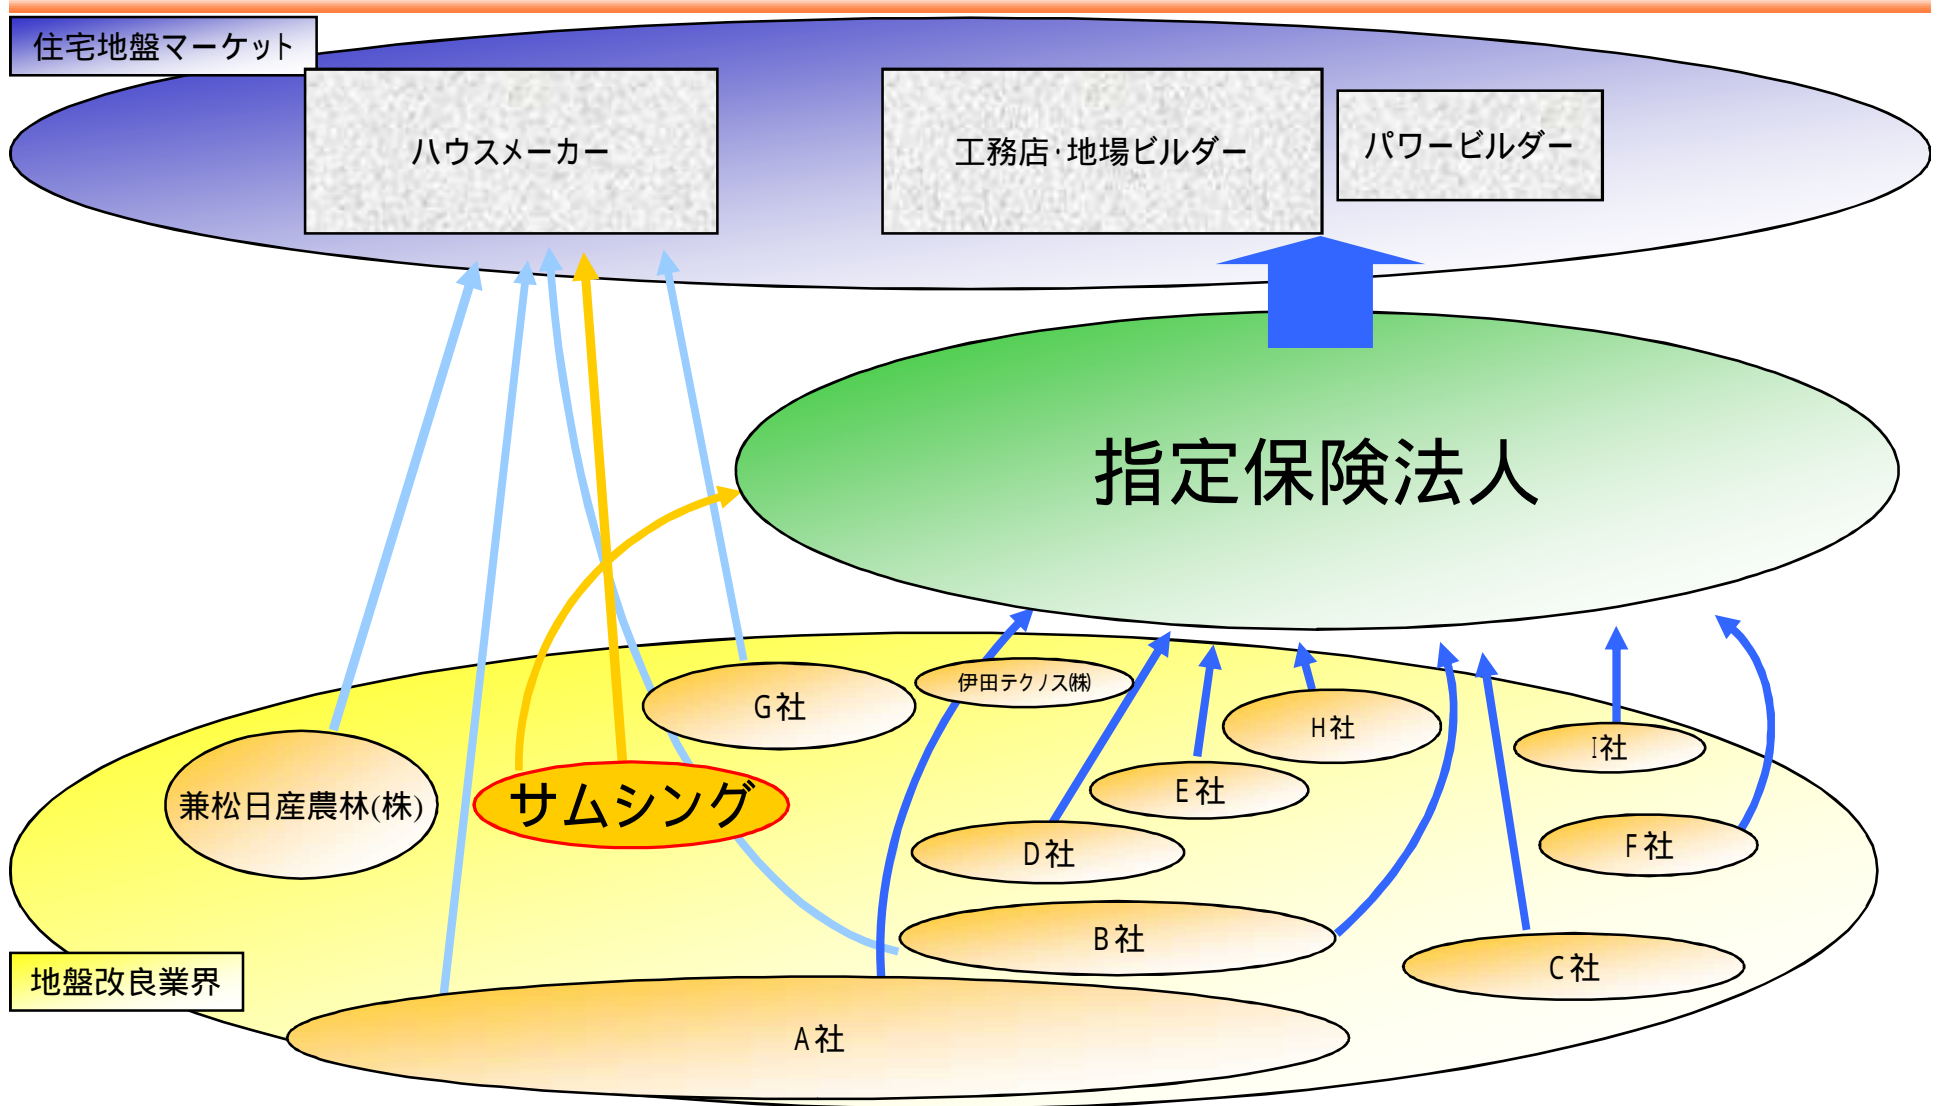 住宅地盤マーケット
ハウスメーカー
工務店・地場ビルダー
パワービルダー
指定保険法人
G社
伊田テクノス㈱
H社
I社
兼松日産農林(株)
サムシング
E社
D社
F社
B社
C社
地盤改良業界
A社